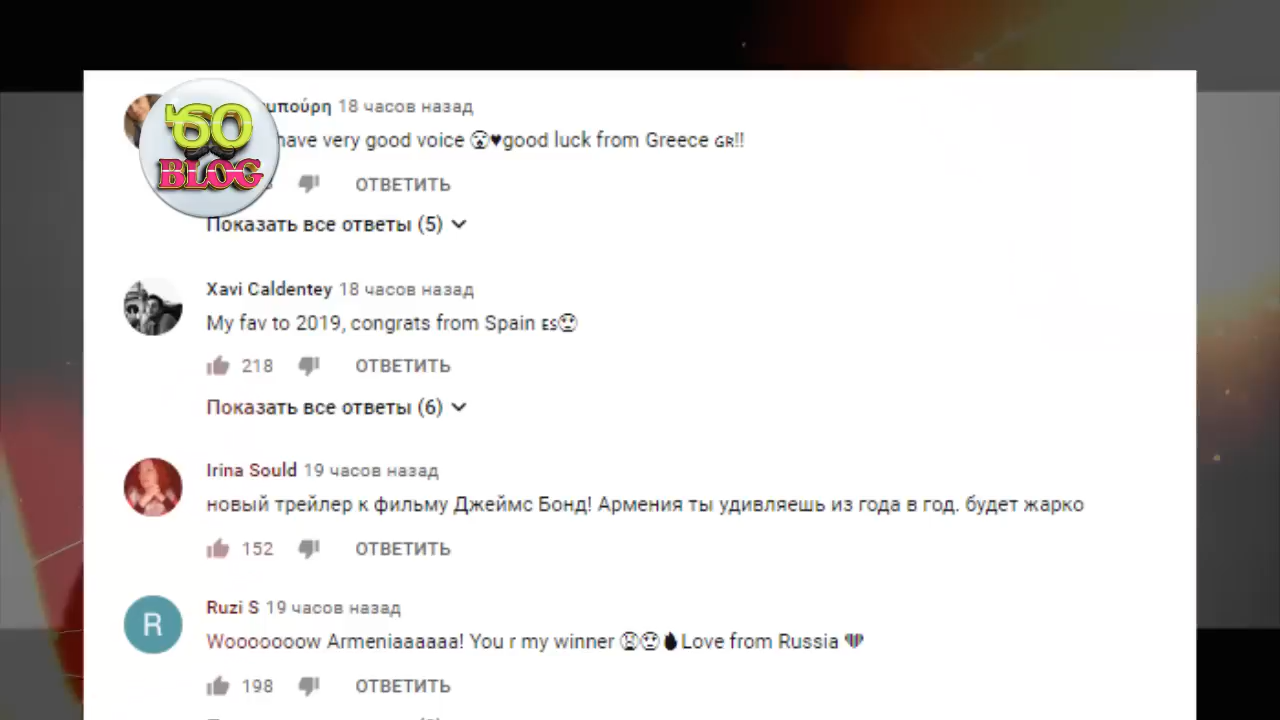 '60
BLOG
18 часов назад
have very good voice 😮♥good luck from Greece GR!!
ОТВЕТИТЬ
Показать все ответы (5)
Xavi Caldentey 18 часов назад
My fav to 2019, congrats from Spain ES🙂
218 ОТВЕТИТЬ
Показать все ответы (6)
Irina Sould 19 часов назад
новый трейлер к фильму Джеймс Бонд! Армения ты удивляешь из года в год. будет жарко
152 ОТВЕТИТЬ
R
Ruzi S 19 часов назад
Wooooooow Armeniaaaaaa! You r my winner Love from Russia
198 ОТВЕТИТЬ